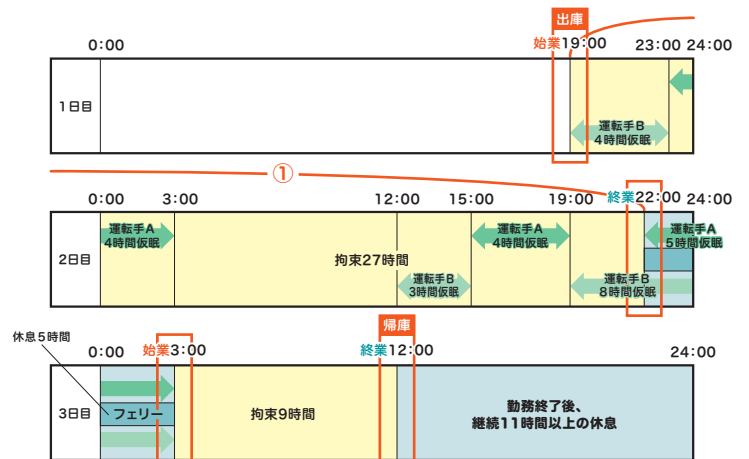 出庫
0:00
始業19:00
23:00
24:00
1日目
運転手B
4時間仮眠
①
0:00
3:00
12:00
15:00
19:00
終業22:00
24:00
2日目
運転手A
4時間仮眠
拘束27時間
運転手B
3時間仮眠
運転手A
4時間仮眠
運転手B
8時間仮眠
運転手A
5時間仮眠
休息5時間
帰庫
0:00
始業3:00
終業12:00
24:00
3日目
フェリー
拘束9時間
勤務終了後、
継続11時間以上の休息